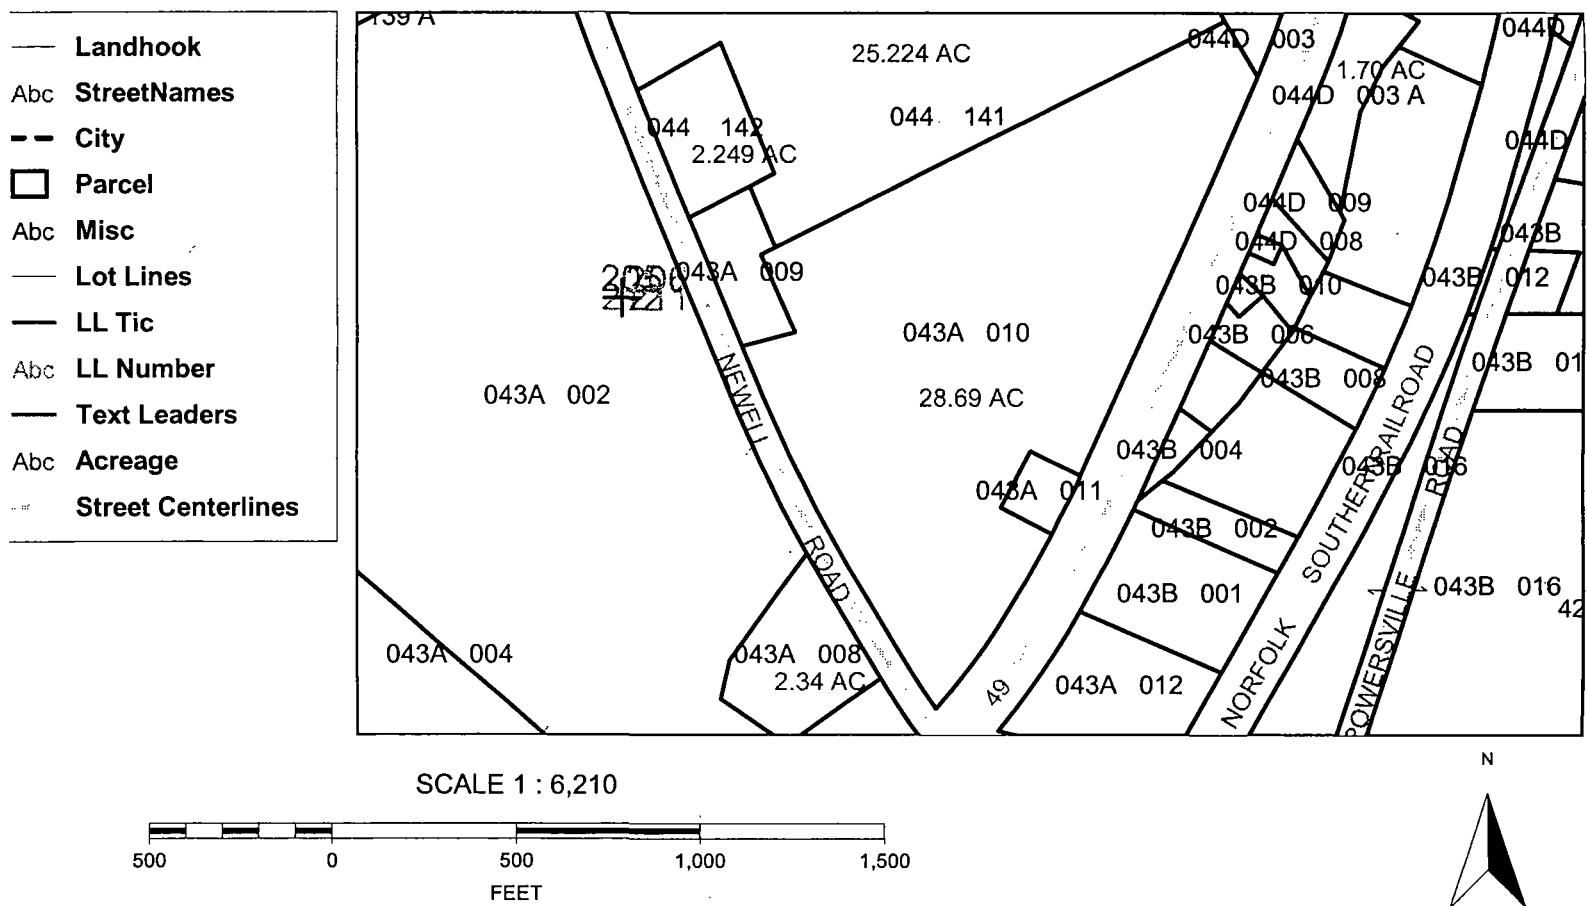 Landhook
Abc StreetNames
City
Parcel
Abc Misc
Lot Lines
LL Tic
Abc LL Number
Text Leaders
Abc Acreage
Street Centerlines
139 A
25.224 AC
044 141
044 142
2.249 AC
043A 009
043A 010
28.69 AC
043A 002
NEWELL
ROAD
043A 011
043A 004
043A 008
2.34 AC
49
043A 012
044D 003
1.70 AC
044D 003 A
044D 009
044D 008
043B 010
043B 006
043B 008
043B 004
043B 002
043B 001
044D
044D
043B
043B 012
043B 01
043B 016
043B 016
42
NORFOLK SOUTHERN RAILROAD
POWERSVILLE ROAD
SCALE 1 : 6,210
500 0 500 1,000 1,500
FEET
N